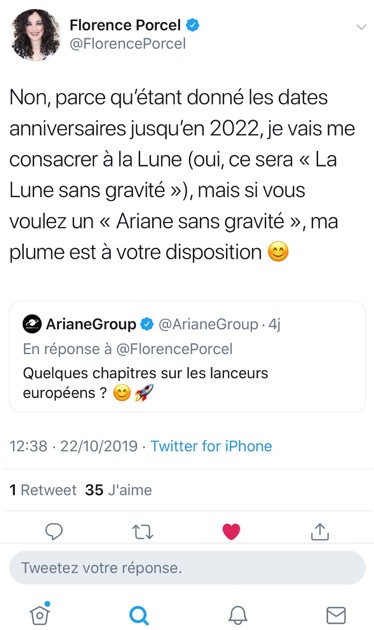 Florence Porcel
@FlorencePorcel
Non, parce qu’étant donné les dates
anniversaires jusqu’en 2022, je vais me
consacrer à la Lune (oui, ce sera « La
Lune sans gravité »), mais si vous
voulez un « Ariane sans gravité », ma
plume est à votre disposition 😊
ArianeGroup @ArianeGroup · 4j
En réponse à @FlorencePorcel
Quelques chapitres sur les lanceurs
européens ? 😊🚀
12:38 · 22/10/2019 · Twitter for iPhone
1 Retweet 35 J’aime
Tweetez votre réponse.